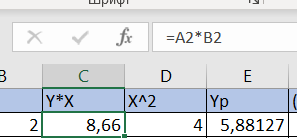 Шрифт
fx =A2*B2
B C D E
Y*X X^2 Yp (
2 8,66 4 5,88127